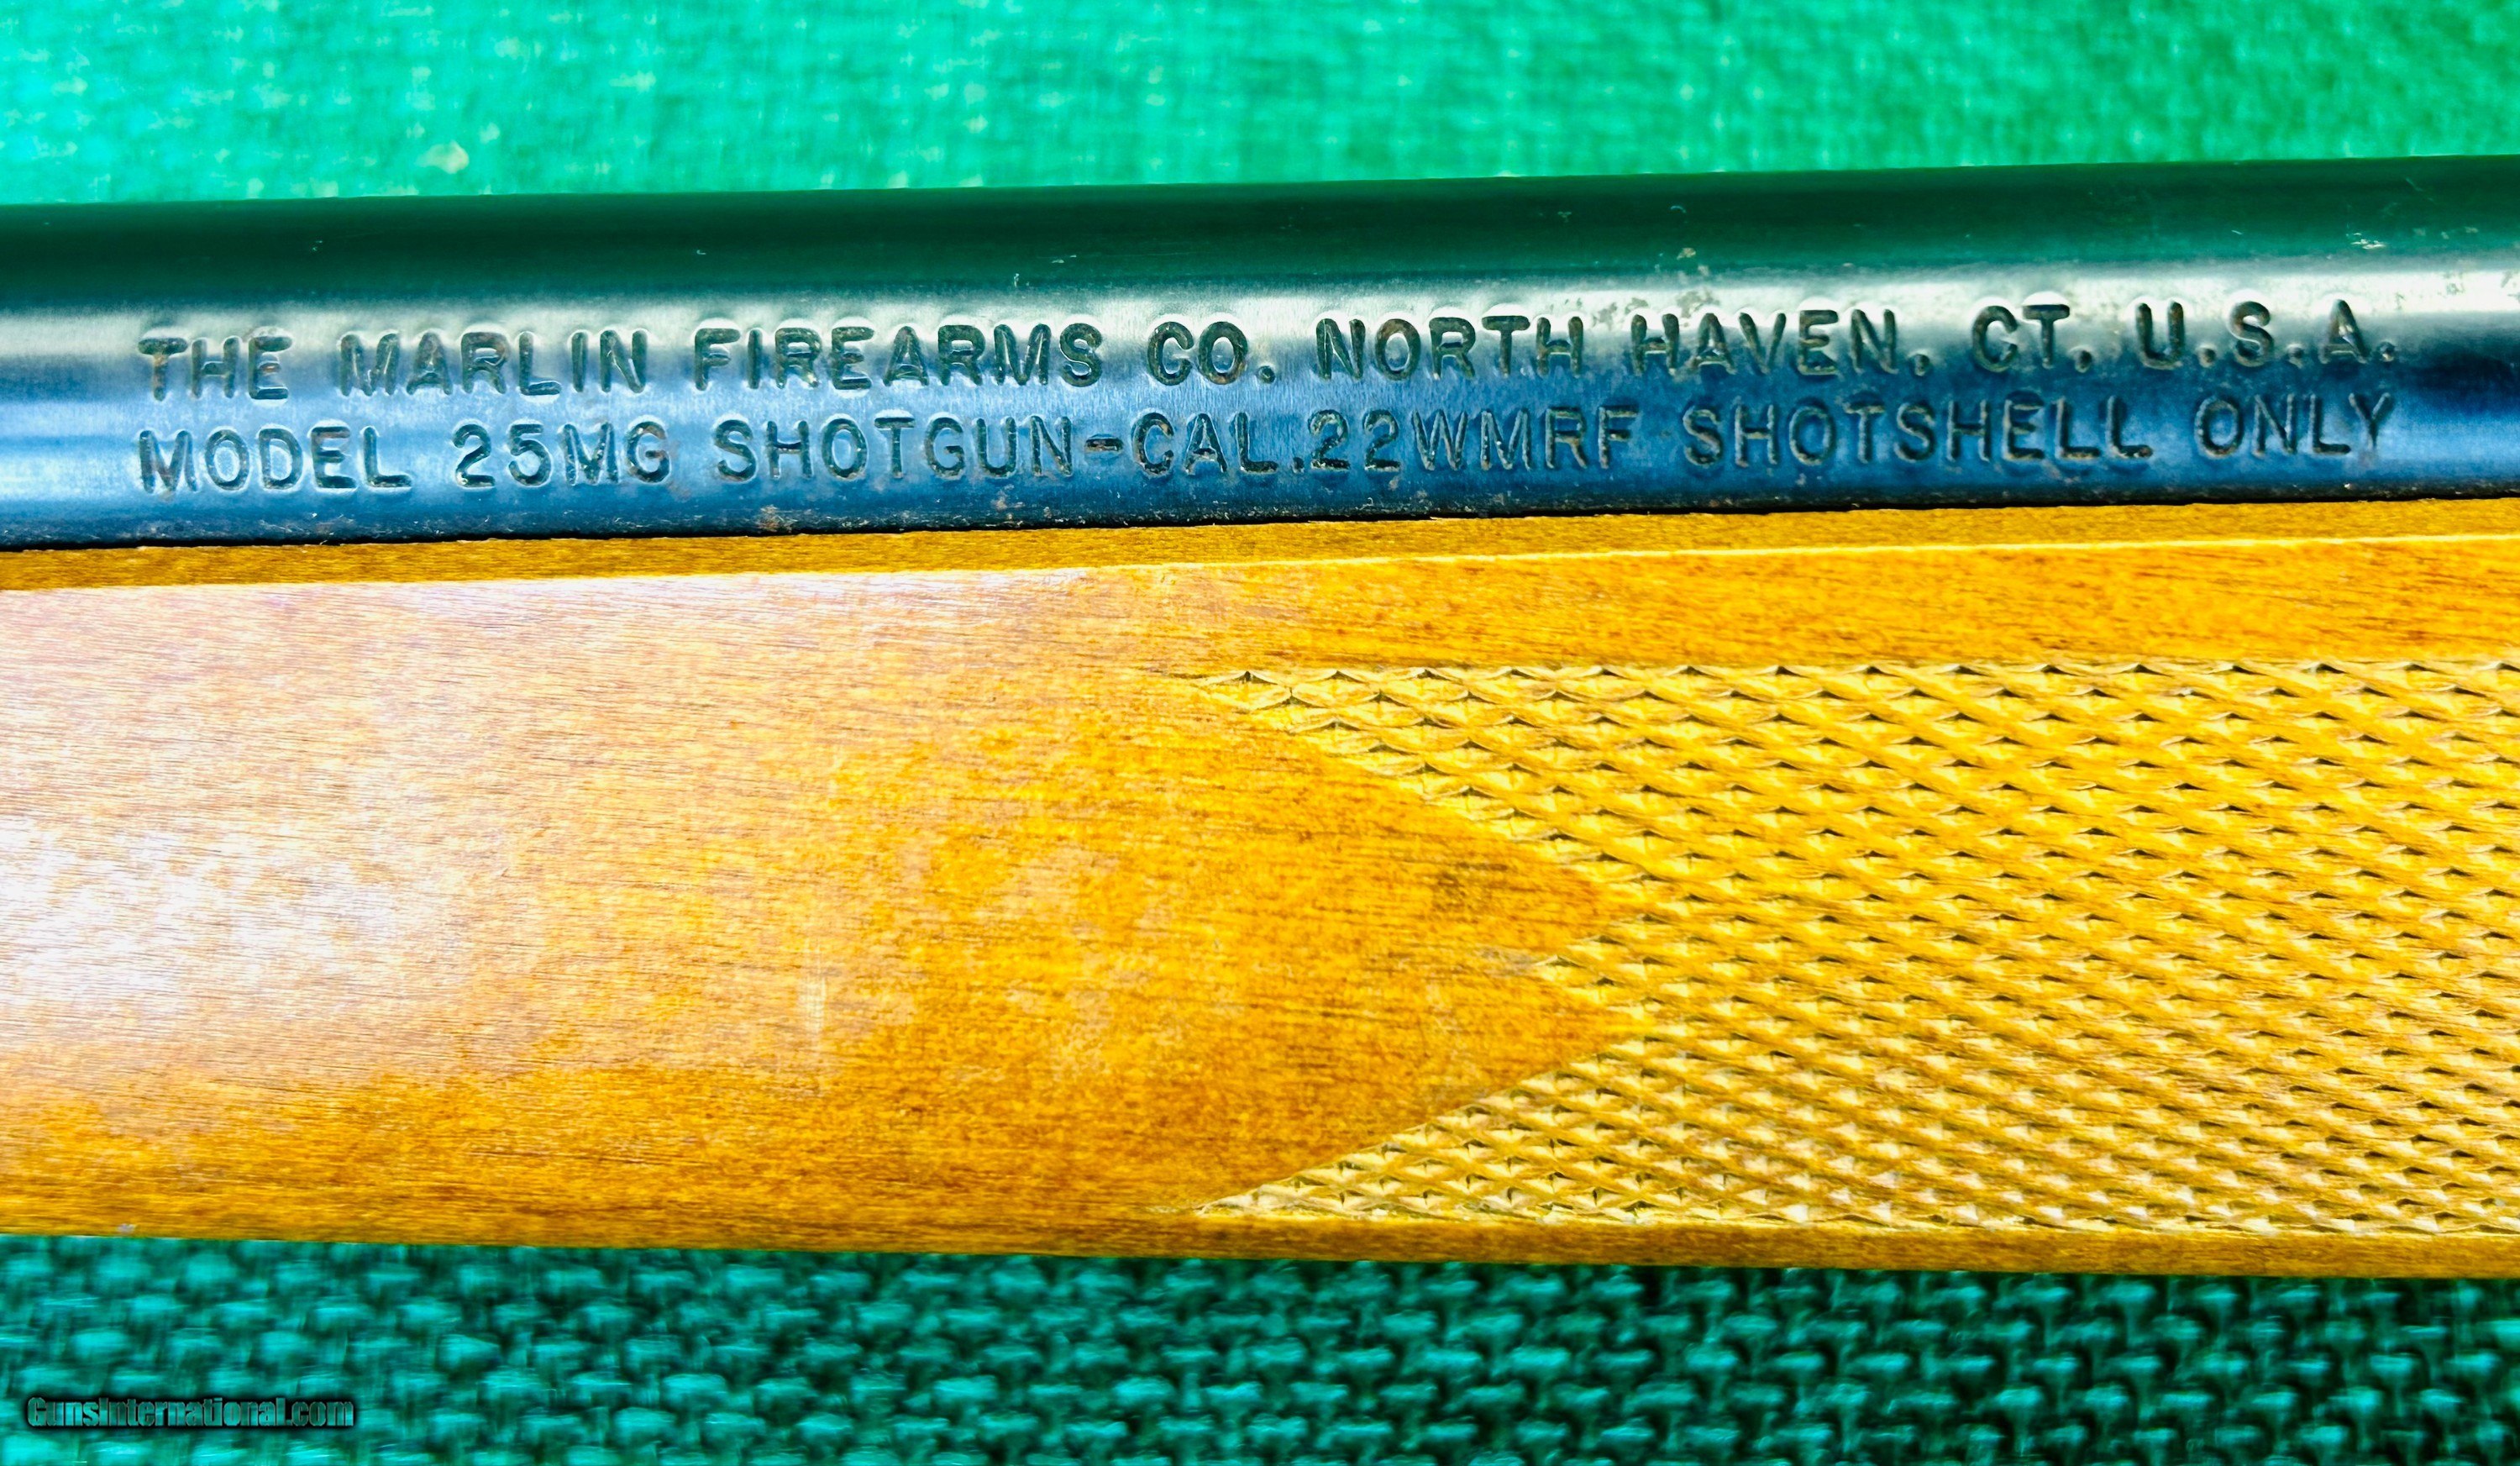 THE MARLIN FIREARMS CO. NORTH HAVEN, CT. U.S.A.
MODEL 25MG SHOTGUN-CAL.22WMRF SHOTSHELL ONLY
GunsInternational.com